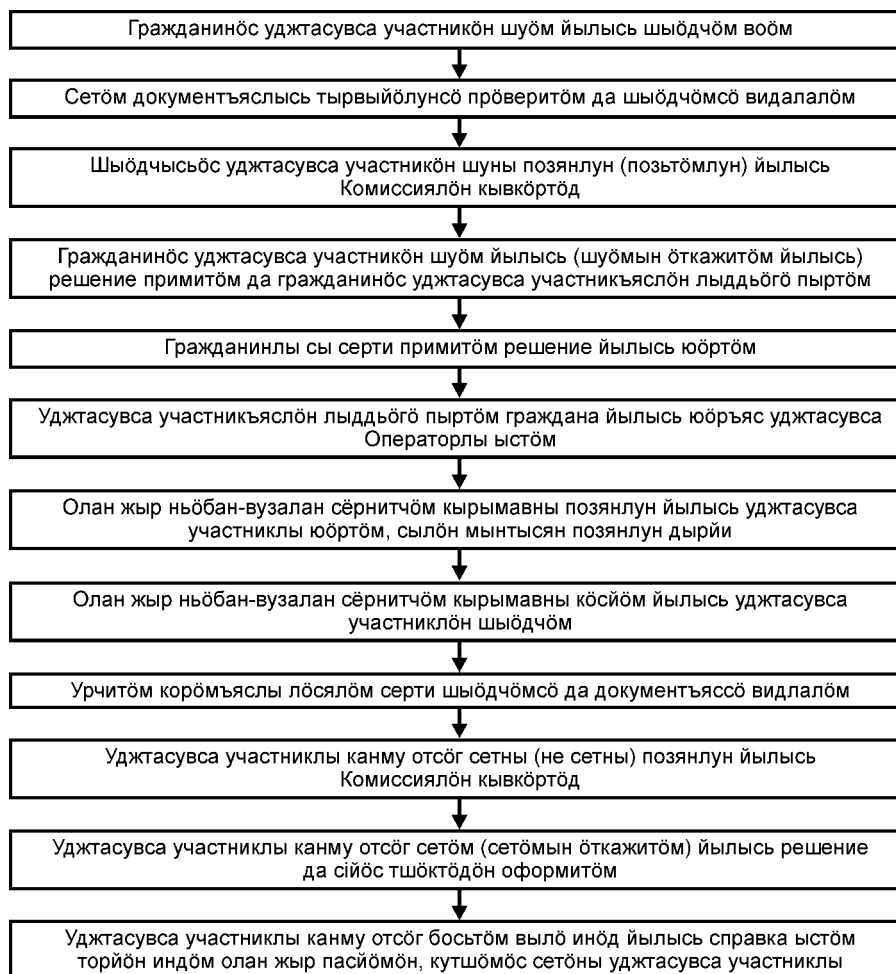 Гражданинӧс уджтасувса участникӧн шуӧм йылысь шыӧдчӧм воӧм
Сетӧм документъяслысь тырвыйӧлунсӧ прӧверитӧм да шыӧдчӧмсӧ видалалӧм
Шыӧдчысьӧс уджтасувса участникӧн шуны позянлун (позьтӧмлун) йылысь
Комиссиялӧн кывкӧртӧд
Гражданинӧс уджтасувса участникӧн шуӧм йылысь (шуӧмын ӧткажитӧм йылысь)
решение примитӧм да гражданинӧс уджтасувса участникъяслӧн лыддьӧгӧ пыртӧм
Гражданинлы сы серти примитӧм решение йылысь юӧртӧм
Уджтасувса участникъяслӧн лыддьӧгӧ пыртӧм граждана йылысь юӧръяс уджтасувса
Операторлы ыстӧм
Олан жыр ньӧбан-вузалан сёрнитчӧм кырымавны позянлун йылысь уджтасувса
участниклы юӧртӧм, сылӧн мынтысян позянлун дырйи
Олан жыр ньӧбан-вузалан сёрнитчӧм кырымавны кӧсйӧм йылысь уджтасувса
участниклӧн шыӧдчӧм
Урчитӧм корӧмъяслы лӧсялӧм серти шыӧдчӧмсӧ да документъяссӧ видлалӧм
Уджтасувса участниклы канму отсӧг сетны (не сетны) позянлун йылысь
Комиссиялӧн кывкӧртӧд
Уджтасувса участниклы канму отсӧг сетӧм (сетӧмын ӧткажитӧм) йылысь решение
да сійӧс тшӧктӧдӧн оформитӧм
Уджтасувса участниклы канму отсӧг босьтӧм вылӧ инӧд йылысь справка ыстӧм
торйӧн индӧм олан жыр пасйӧмӧн, кутшӧмӧс сетӧны уджтасувса участниклы